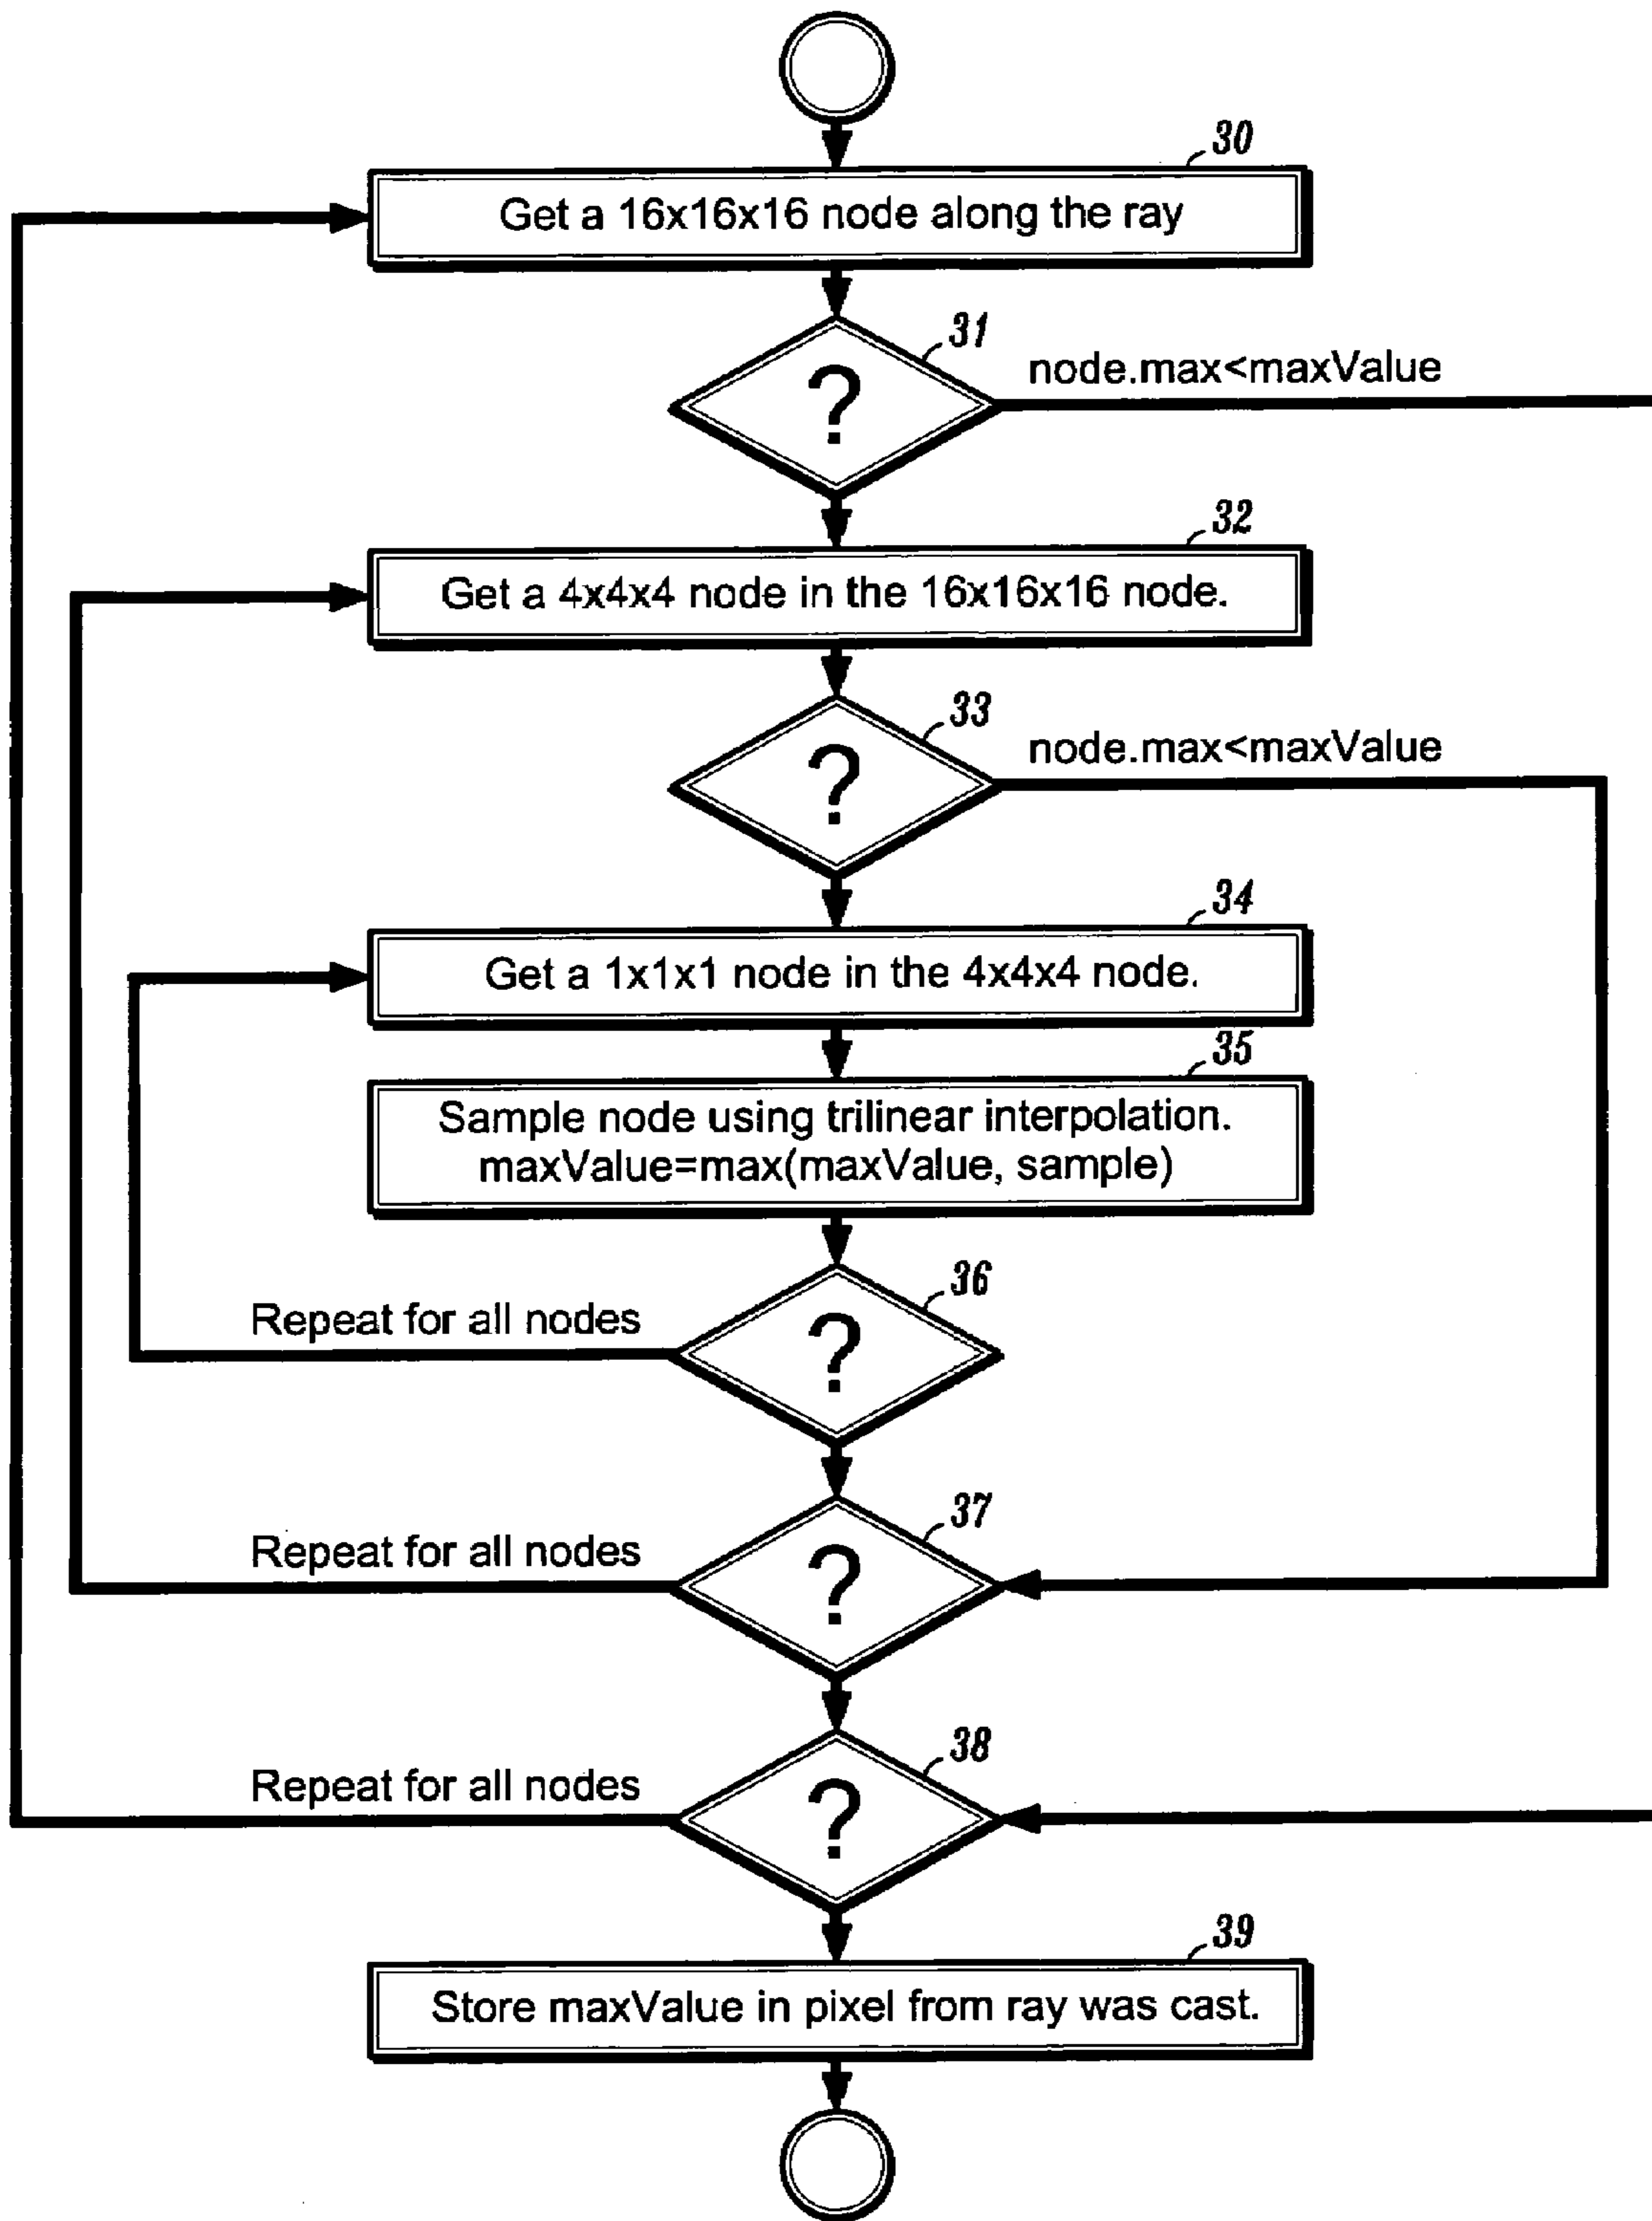 30
Get a 16x16x16 node along the ray
31
?
node.max<maxValue
32
Get a 4x4x4 node in the 16x16x16 node.
33
?
node.max<maxValue
34
Get a 1x1x1 node in the 4x4x4 node.
35
Sample node using trilinear interpolation.
maxValue=max(maxValue, sample)
36
?
Repeat for all nodes
37
?
Repeat for all nodes
38
?
Repeat for all nodes
39
Store maxValue in pixel from ray was cast.